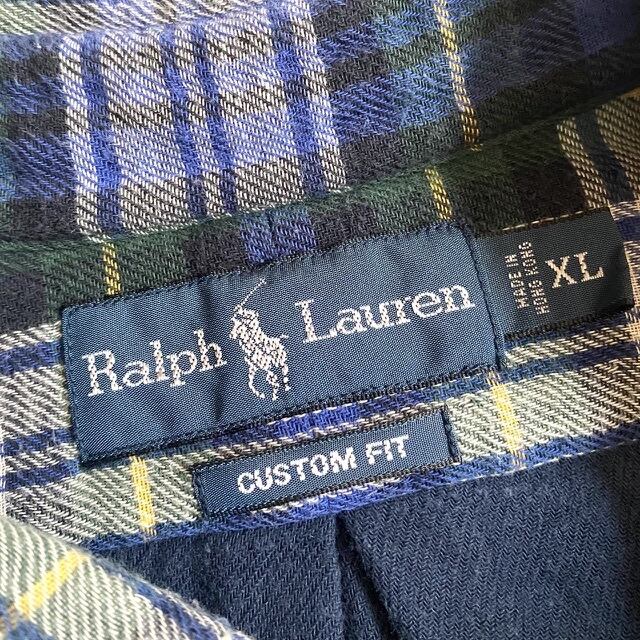 Ralph Lauren
MADE IN
HONG KONG
XL
CUSTOM FIT